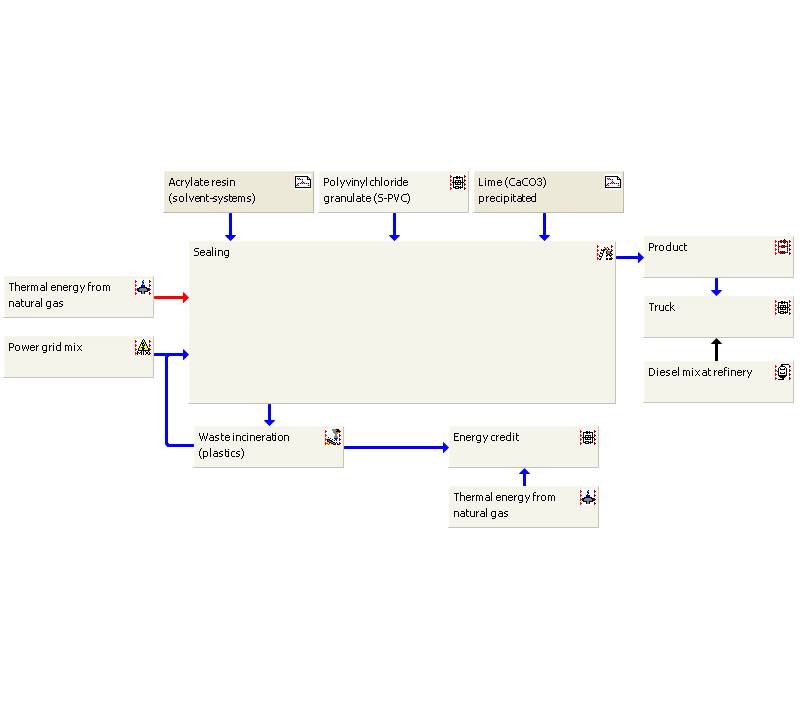 Acrylate resin
(solvent-systems)
Polyvinyl chloride
granulate (S-PVC)
Lime (CaCO3)
precipitated
Sealing
Product
Thermal energy from
natural gas
Truck
Power grid mix
Diesel mix at refinery
Waste incineration
(plastics)
Energy credit
Thermal energy from
natural gas